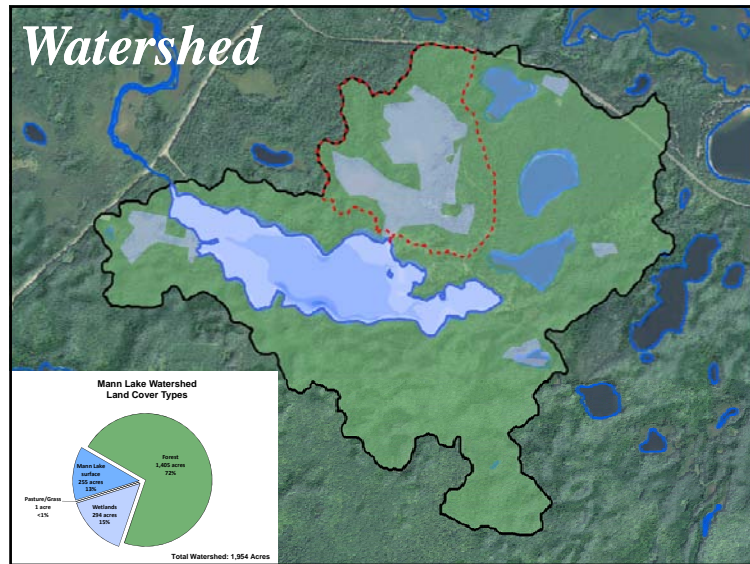 Watershed
Mann Lake Watershed
Land Cover Types
Forest
1,405 acres
72%
Mann Lake
surface
255 acres
13%
Pasture/Grass
1 acre
<1%
Wetlands
294 acres
15%
Total Watershed: 1,954 Acres